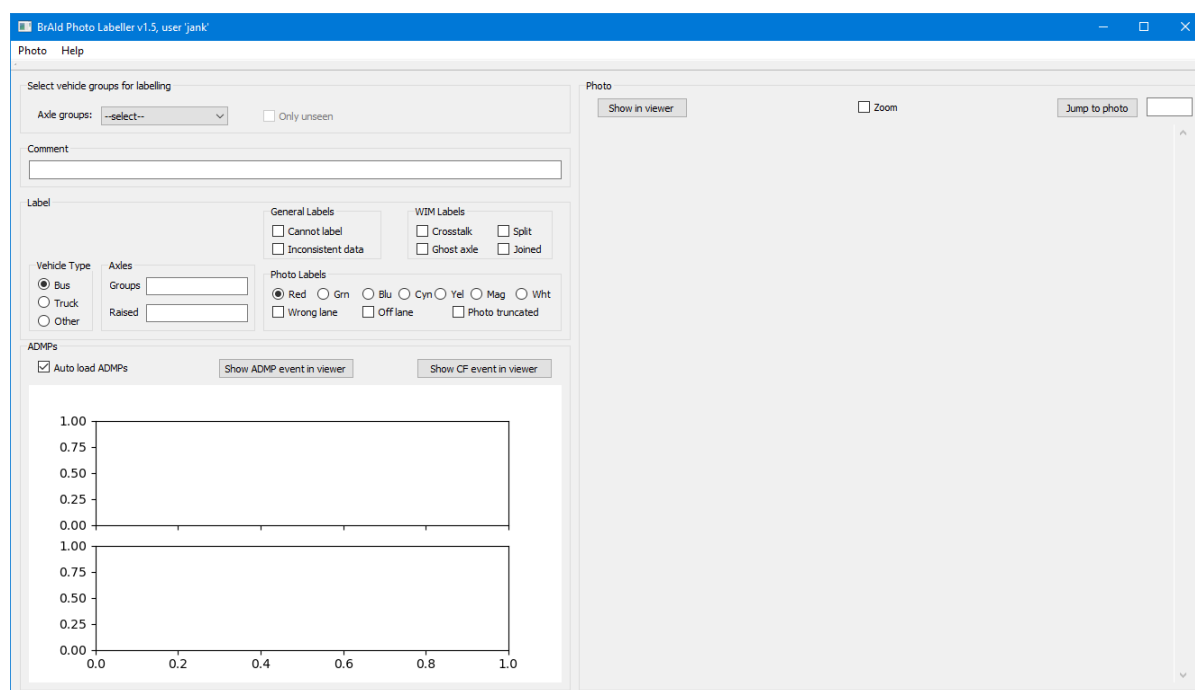 BrAId Photo Labeller v1.5, user 'jank'
Photo Help
Select vehicle groups for labelling
Axle groups: --select-- Only unseen
Comment
Label
General Labels
Cannot label
Inconsistent data
WIM Labels
Crosstalk Split
Ghost axle Joined
Vehicle Type
Bus
Truck
Other
Axles
Groups
Raised
Photo Labels
Red Grn Blu Cyn Yel Mag Wht
Wrong lane Off lane Photo truncated
ADMPs
Auto load ADMPs Show ADMP event in viewer Show CF event in viewer
1.00
0.75
0.50
0.25
0.00
1.00
0.75
0.50
0.25
0.00
0.0 0.2 0.4 0.6 0.8 1.0
Photo
Show in viewer Zoom Jump to photo